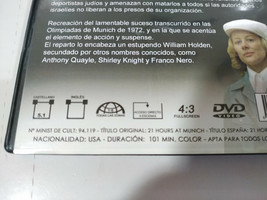 deportistas judíos y amenazan con matarlos a todos si las autoridades
israelíes no liberan a los presos de su organización.
Recreación del lamentable suceso transcurrido en las
Olimpiadas de Munich de 1972, y en la que se acentúa
el elemento de acción y suspense.
El reparto lo encabeza un estupendo William Holden,
secundado por otros nombres conocidos, como
Anthony Quayle, Shirley Knight y Franco Nero.
CASTELLANO INGLÉS
5.1
4:3
FULLSCREEN
DVD
VIDEO
Nº MINIST DE CULT: 94.119 - TÍTULO ORIGINAL: 21 HOURS AT MUNICH - TÍTULO ESPAÑA: 21 H
NACIONALIDAD: USA - DURACIÓN: 101 MIN. COLOR - APTA PARA TODOS L